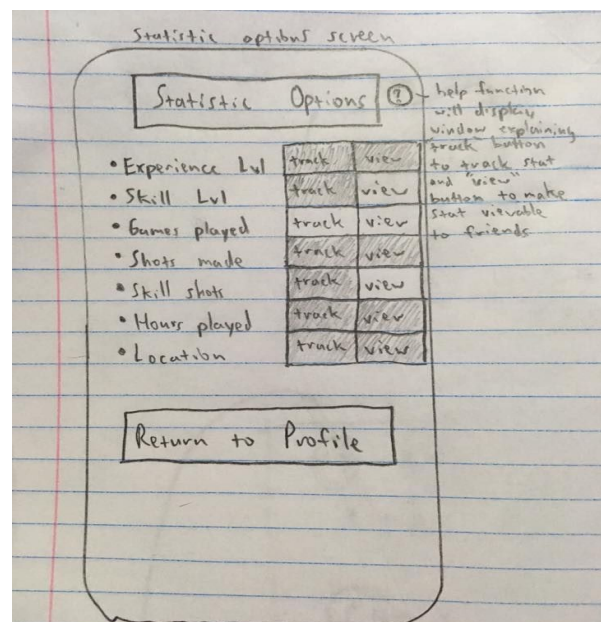 Statistic options screen
Statistic Options ?
help function
will display
window explaining
track button
to track stat
and "view"
button to make
stat viewable
to friends
• Experience Lvl track view
• Skill Lvl track view
• Games played track view
• Shots made track view
• Skill shots track view
• Hours played track view
• Location track view
Return to Profile